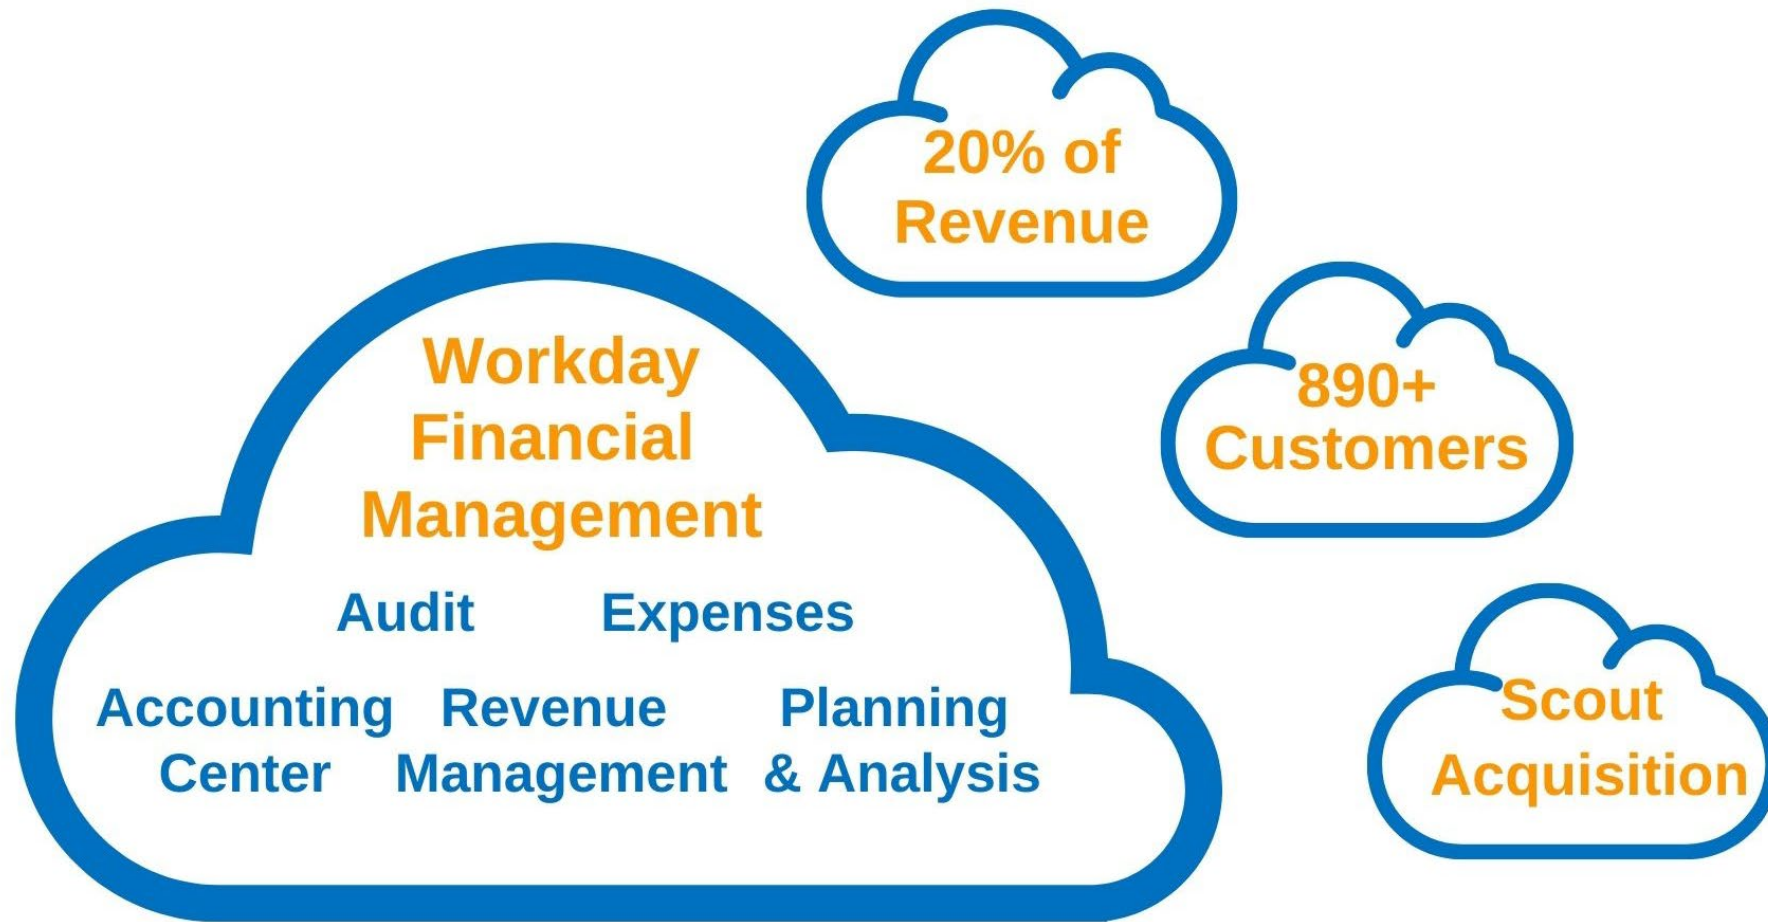 20% of
Revenue
890+
Customers
Scout
Acquisition
Workday
Financial
Management
Audit Expenses
Accounting Revenue Planning
Center Management & Analysis